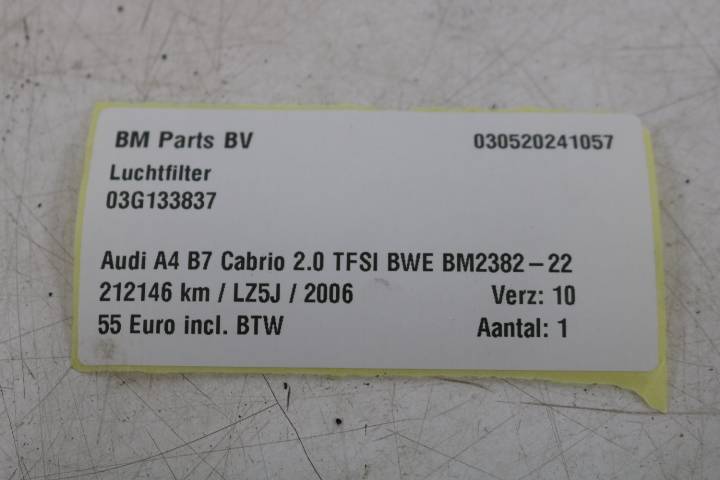 BM Parts BV 030520241057
Luchtfilter
03G133837
Audi A4 B7 Cabrio 2.0 TFSI BWE BM2382-22
212146 km / LZ5J / 2006 Verz: 10
55 Euro incl. BTW Aantal: 1